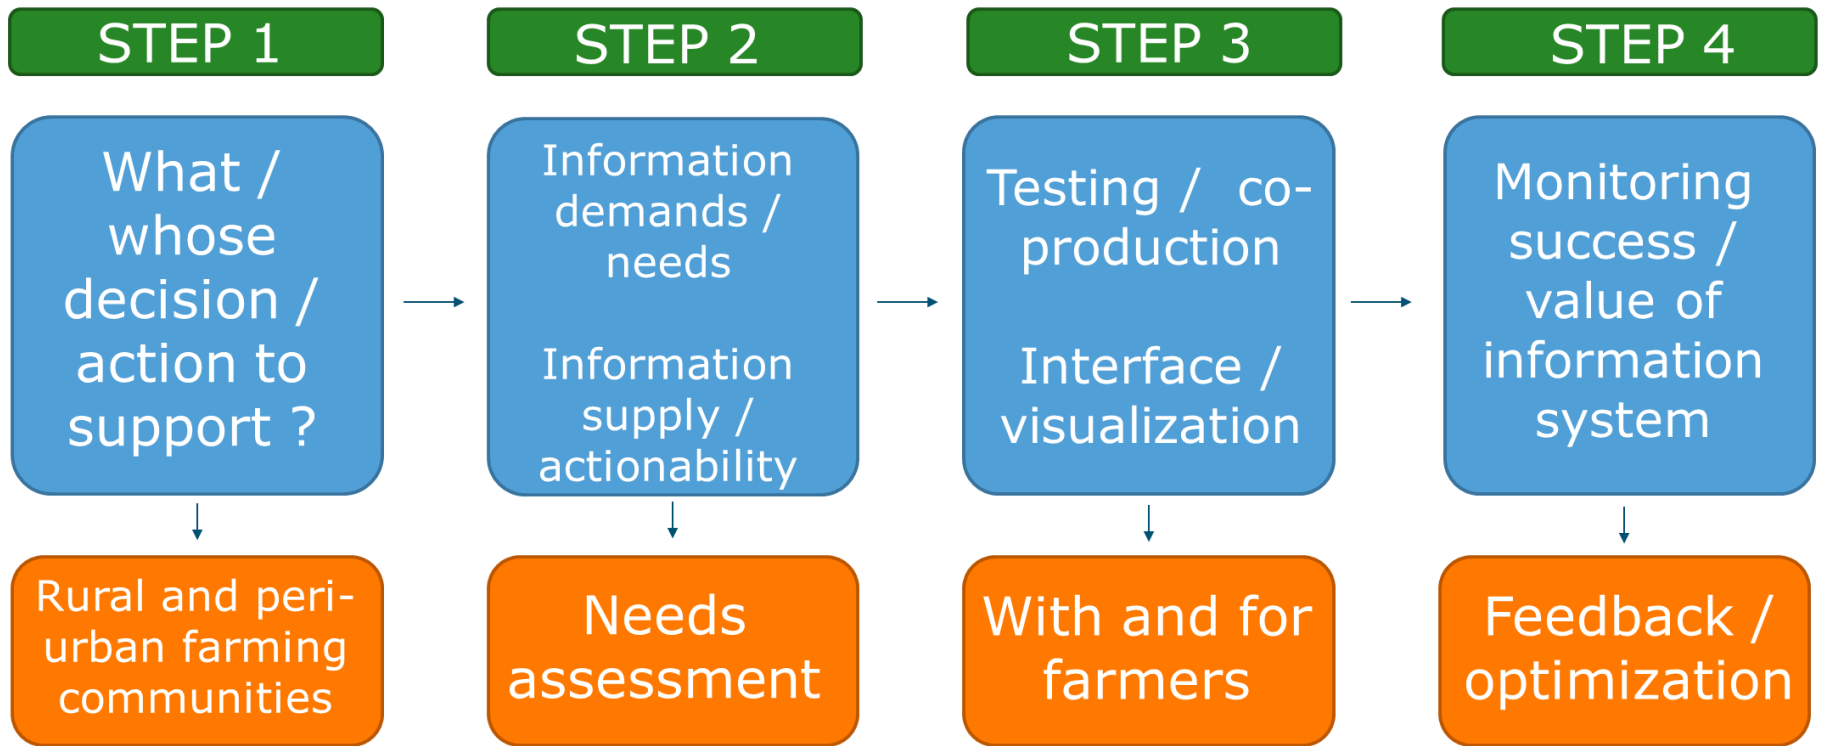 STEP 1
What /
whose
decision /
action to
support ?
Rural and peri-
urban farming
communities
STEP 2
Information
demands /
needs
Information
supply /
actionability
Needs
assessment
STEP 3
Testing /  co-
production
Interface /
visualization
With and for
farmers
STEP 4
Monitoring
success /
value of
information
system
Feedback /
optimization